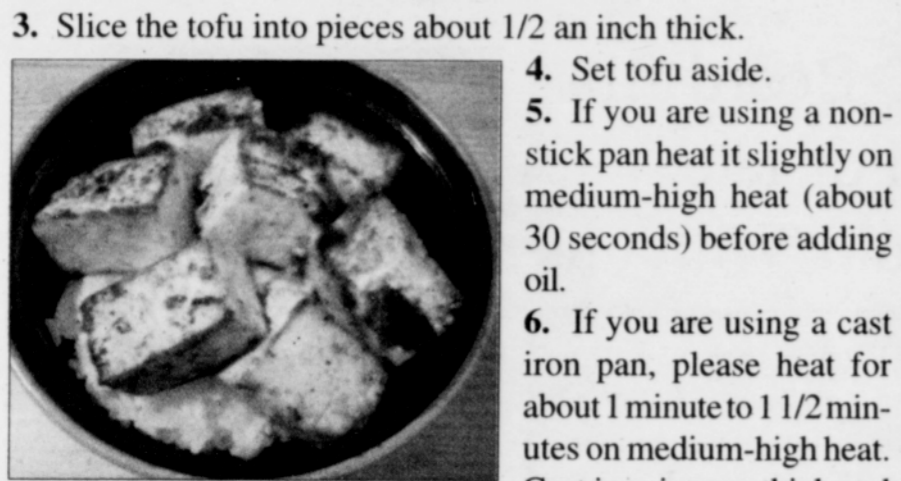 3. Slice the tofu into pieces about 1/2 an inch thick.
4. Set tofu aside.
5. If you are using a non-
stick pan heat it slightly on
medium-high heat (about
30 seconds) before adding
oil.
6. If you are using a cast
iron pan, please heat for
about 1 minute to 1 1/2 min-
utes on medium-high heat.